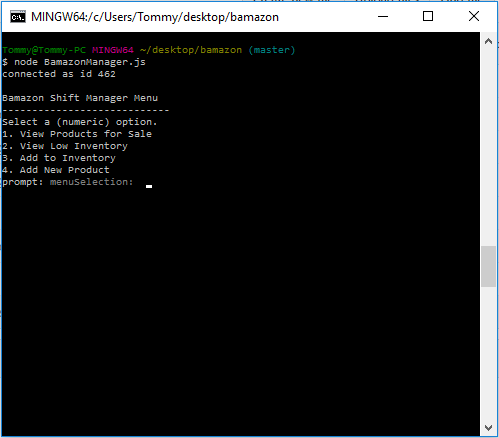 MINGW64:/c/Users/Tommy/desktop/bamazon
Tommy@Tommy-PC MINGW64 ~/desktop/bamazon (master)
$ node BamazonManager.js
connected as id 462
Bamazon Shift Manager Menu
----------------------------
Select a (numeric) option.
1. View Products for Sale
2. View Low Inventory
3. Add to Inventory
4. Add New Product
prompt: menuSelection: